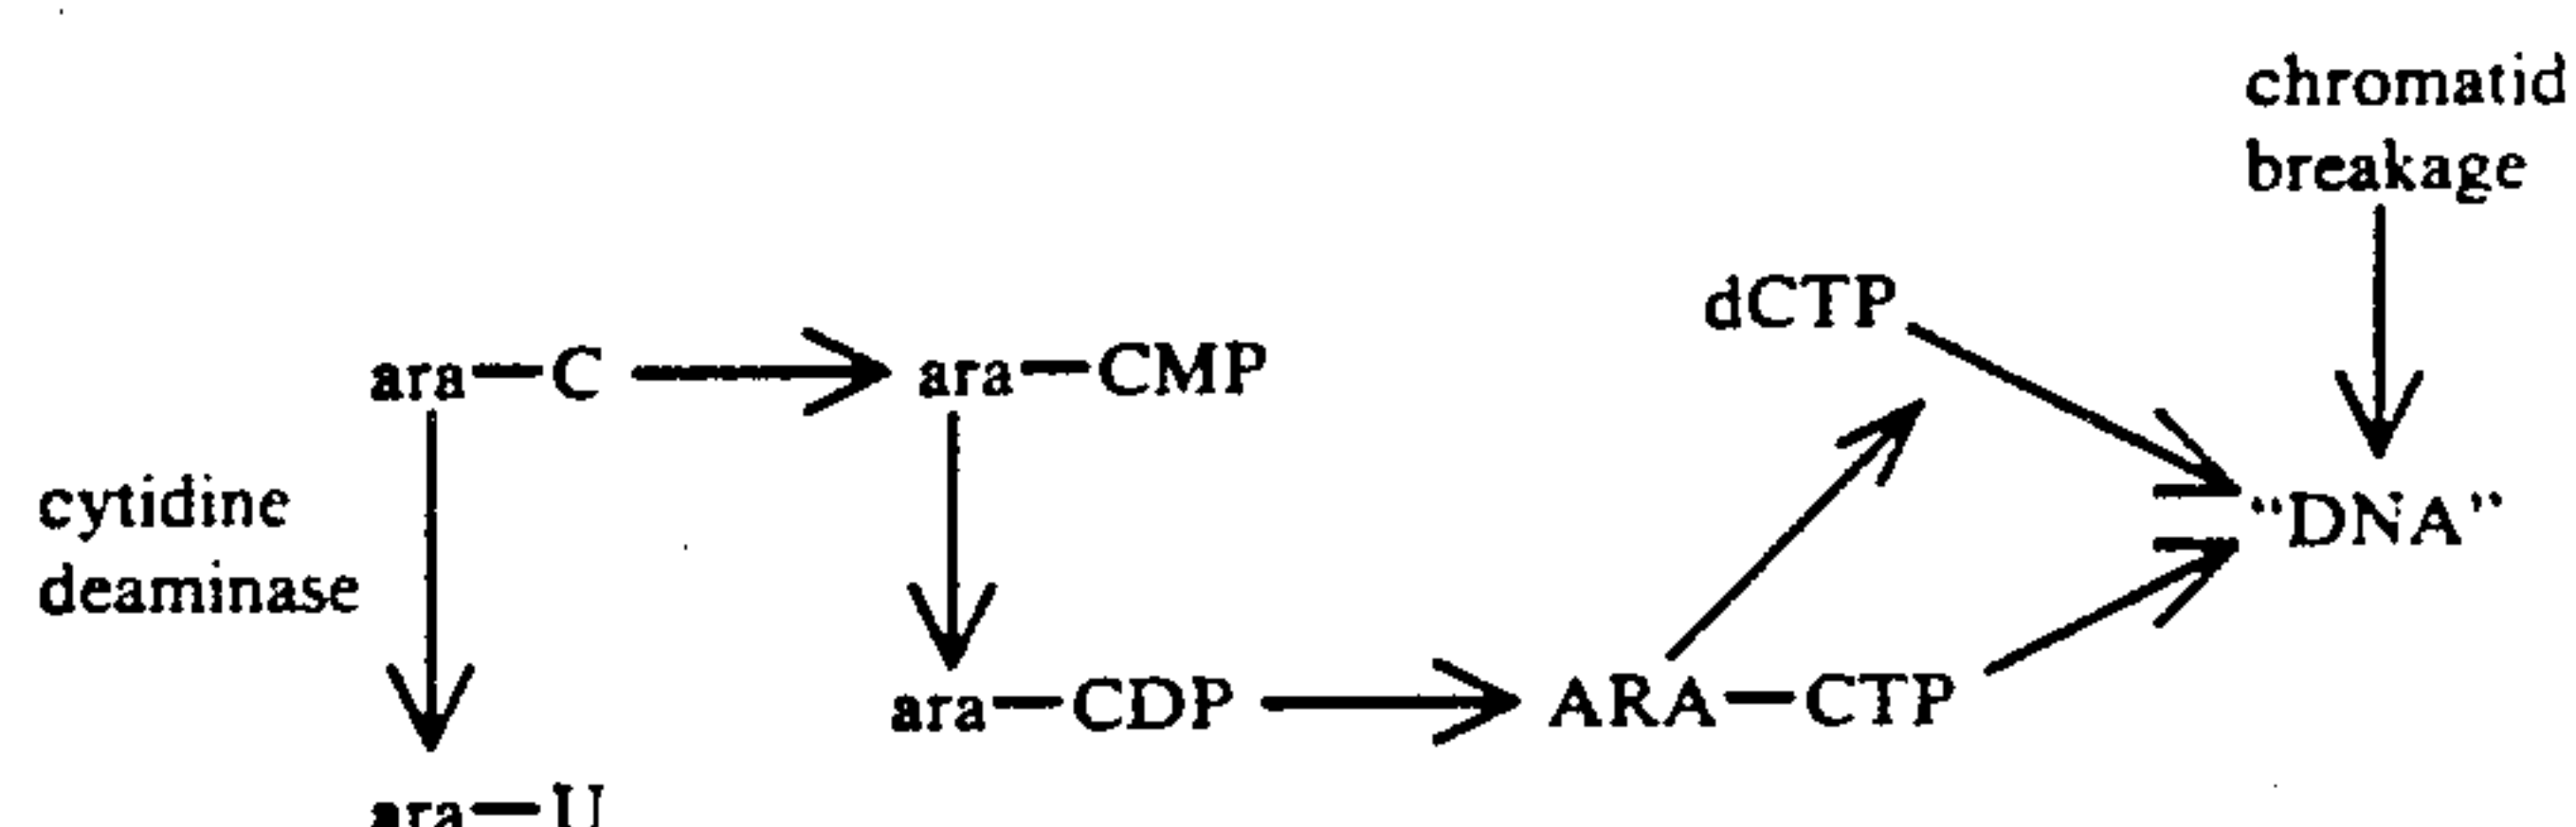 chromatid
breakage
dCTP
ara—C
ara—CMP
cytidine
deaminase
“DNA”
ara—CDP
ARA—CTP
ara—U